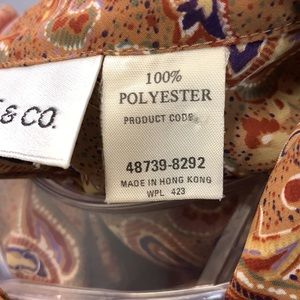 & CO.
100%
POLYESTER
PRODUCT CODE
48739-8292
MADE IN HONG KONG
WPL 423